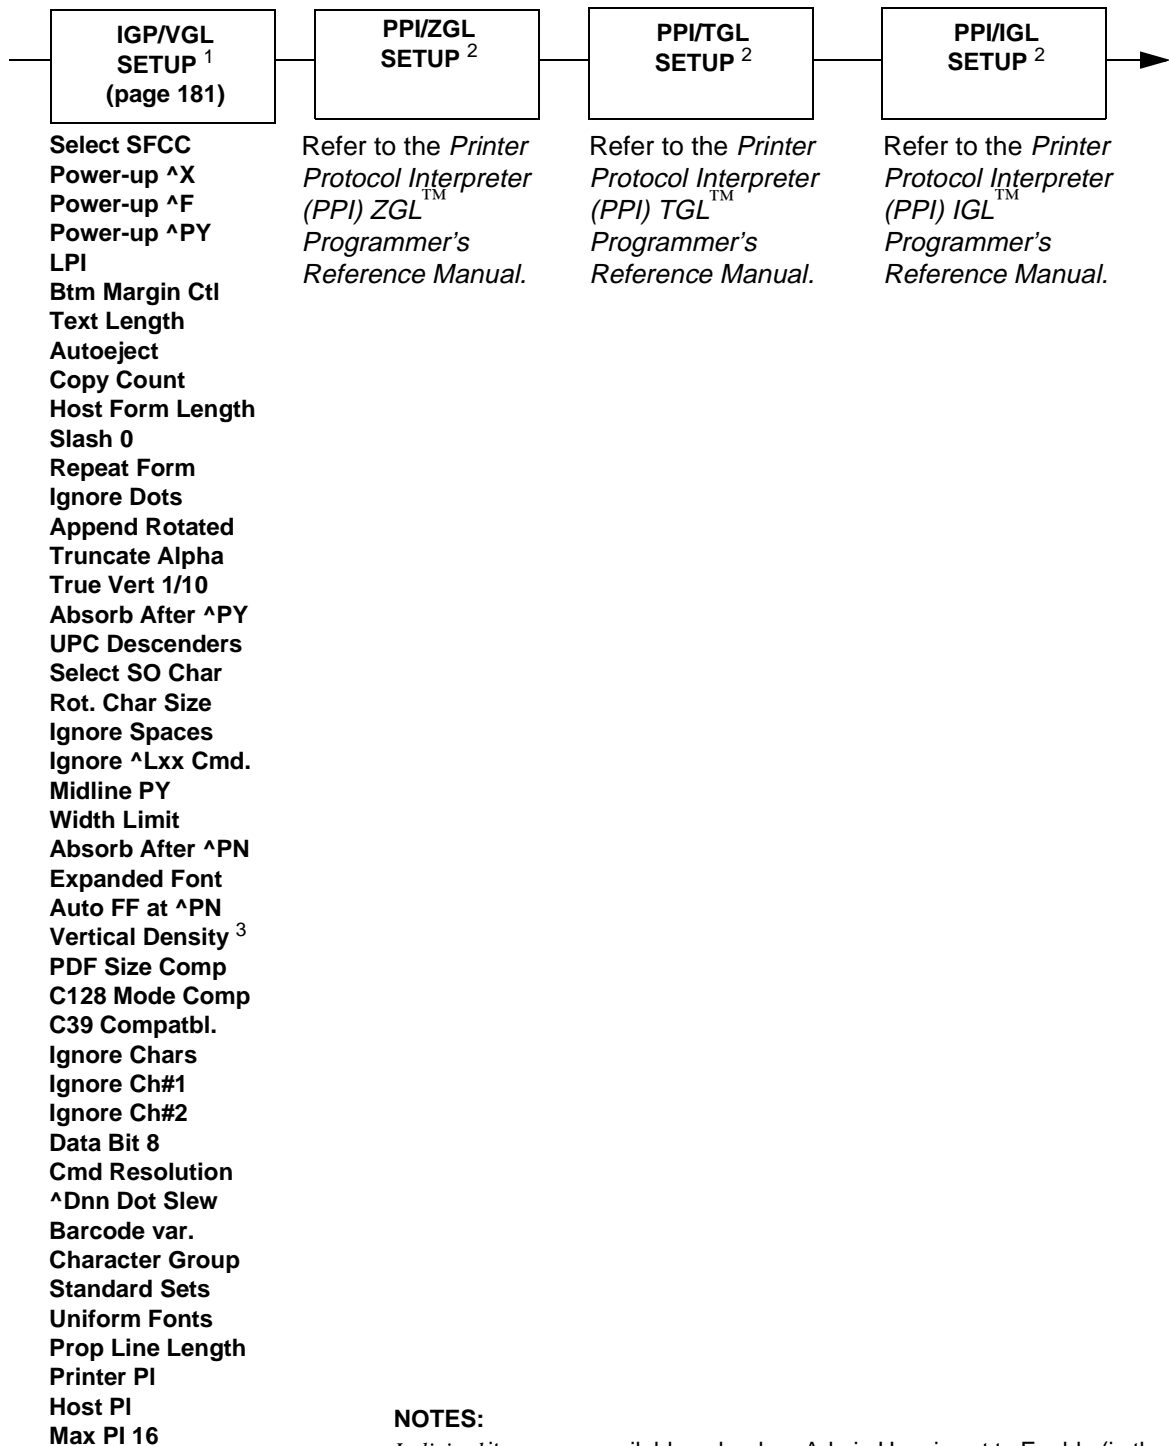 IGP/VGL
SETUP 1
(page 181)
PPI/ZGL
SETUP 2
PPI/TGL
SETUP 2
PPI/IGL
SETUP 2
Select SFCC
Power-up ^X
Power-up ^F
Power-up ^PY
LPI
Btm Margin Ctl
Text Length
Autoeject
Copy Count
Host Form Length
Slash 0
Repeat Form
Ignore Dots
Append Rotated
Truncate Alpha
True Vert 1/10
Absorb After ^PY
UPC Descenders
Select SO Char
Rot. Char Size
Ignore Spaces
Ignore ^Lxx Cmd.
Midline PY
Width Limit
Absorb After ^PN
Expanded Font
Auto FF at ^PN
Vertical Density 3
PDF Size Comp
C128 Mode Comp
C39 Compatbl.
Ignore Chars
Ignore Ch#1
Ignore Ch#2
Data Bit 8
Cmd Resolution
^Dnn Dot Slew
Barcode var.
Character Group
Standard Sets
Uniform Fonts
Prop Line Length
Printer PI
Host PI
Max PI 16
Refer to the Printer
Protocol Interpreter
(PPI) ZGL™
Programmer's
Reference Manual.
Refer to the Printer
Protocol Interpreter
(PPI) TGL™
Programmer's
Reference Manual.
Refer to the Printer
Protocol Interpreter
(PPI) IGL™
Programmer's
Reference Manual.
NOTES: